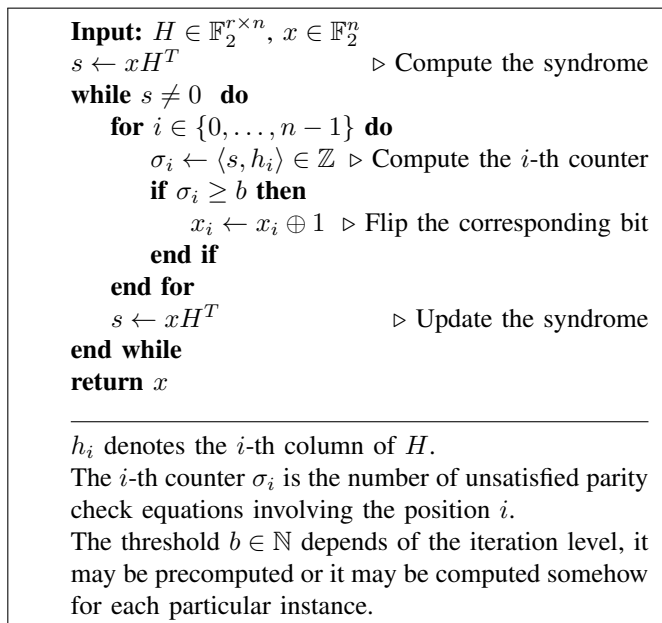 Input: H ∈ 𝔽₂^{r×n}, x ∈ 𝔽₂^n
s ← xH^T ▷ Compute the syndrome
while s ≠ 0 do
for i ∈ {0, . . . , n − 1} do
σ_i ← ⟨s, h_i⟩ ∈ ℤ ▷ Compute the i-th counter
if σ_i ≥ b then
x_i ← x_i ⊕ 1 ▷ Flip the corresponding bit
end if
end for
s ← xH^T ▷ Update the syndrome
end while
return x
h_i denotes the i-th column of H.
The i-th counter σ_i is the number of unsatisfied parity
check equations involving the position i.
The threshold b ∈ ℕ depends of the iteration level, it
may be precomputed or it may be computed somehow
for each particular instance.